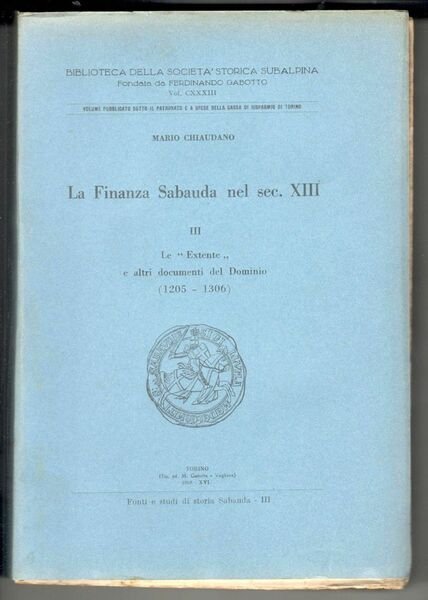 BIBLIOTECA DELLA SOCIETA' STORICA SUBALPINA
Fondata da FERDINANDO GABOTTO
Vol. CXXXIII
VOLUME PUBBLICATO SOTTO IL PATRONATO E A SPESE DELLA CASSA DI RISPARMIO DI TORINO
MARIO CHIAUDANO
La Finanza Sabauda nel sec. XIII
III
Le “ Extente „
e altri documenti del Dominio
(1205 - 1306)
TORINO
XVI
Fonti e studi di storia Sabauda - III